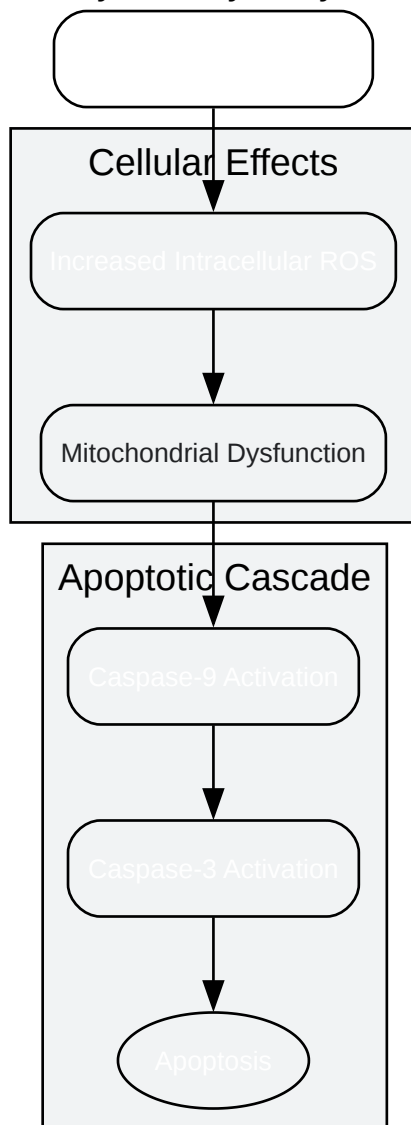 Cellular Effects
Increased Intracellular ROS
Mitochondrial Dysfunction
Apoptotic Cascade
Caspase-9 Activation
Caspase-3 Activation
Apoptosis